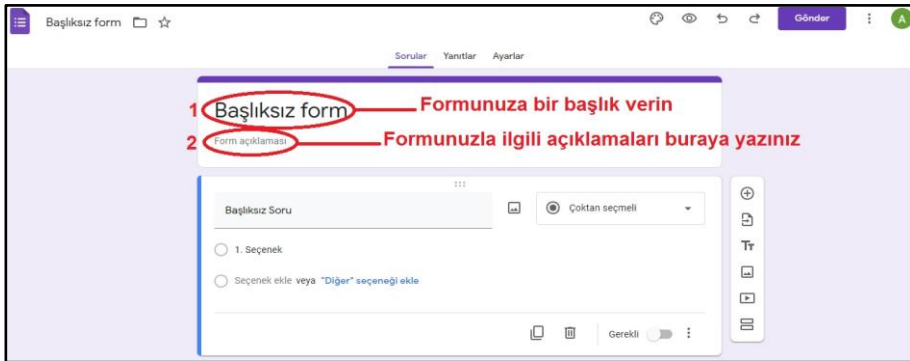 Başlıksız form
Gönder
A
Sorular Yanıtlar Ayarlar
1 Başlıksız form Formunuza bir başlık verin
2 Form açıklaması Formunuzla ilgili açıklamaları buraya yazınız
Başlıksız Soru Çoktan seçmeli
1. Seçenek
Seçenek ekle veya "Diğer" seçeneği ekle
Gerekli
Tт